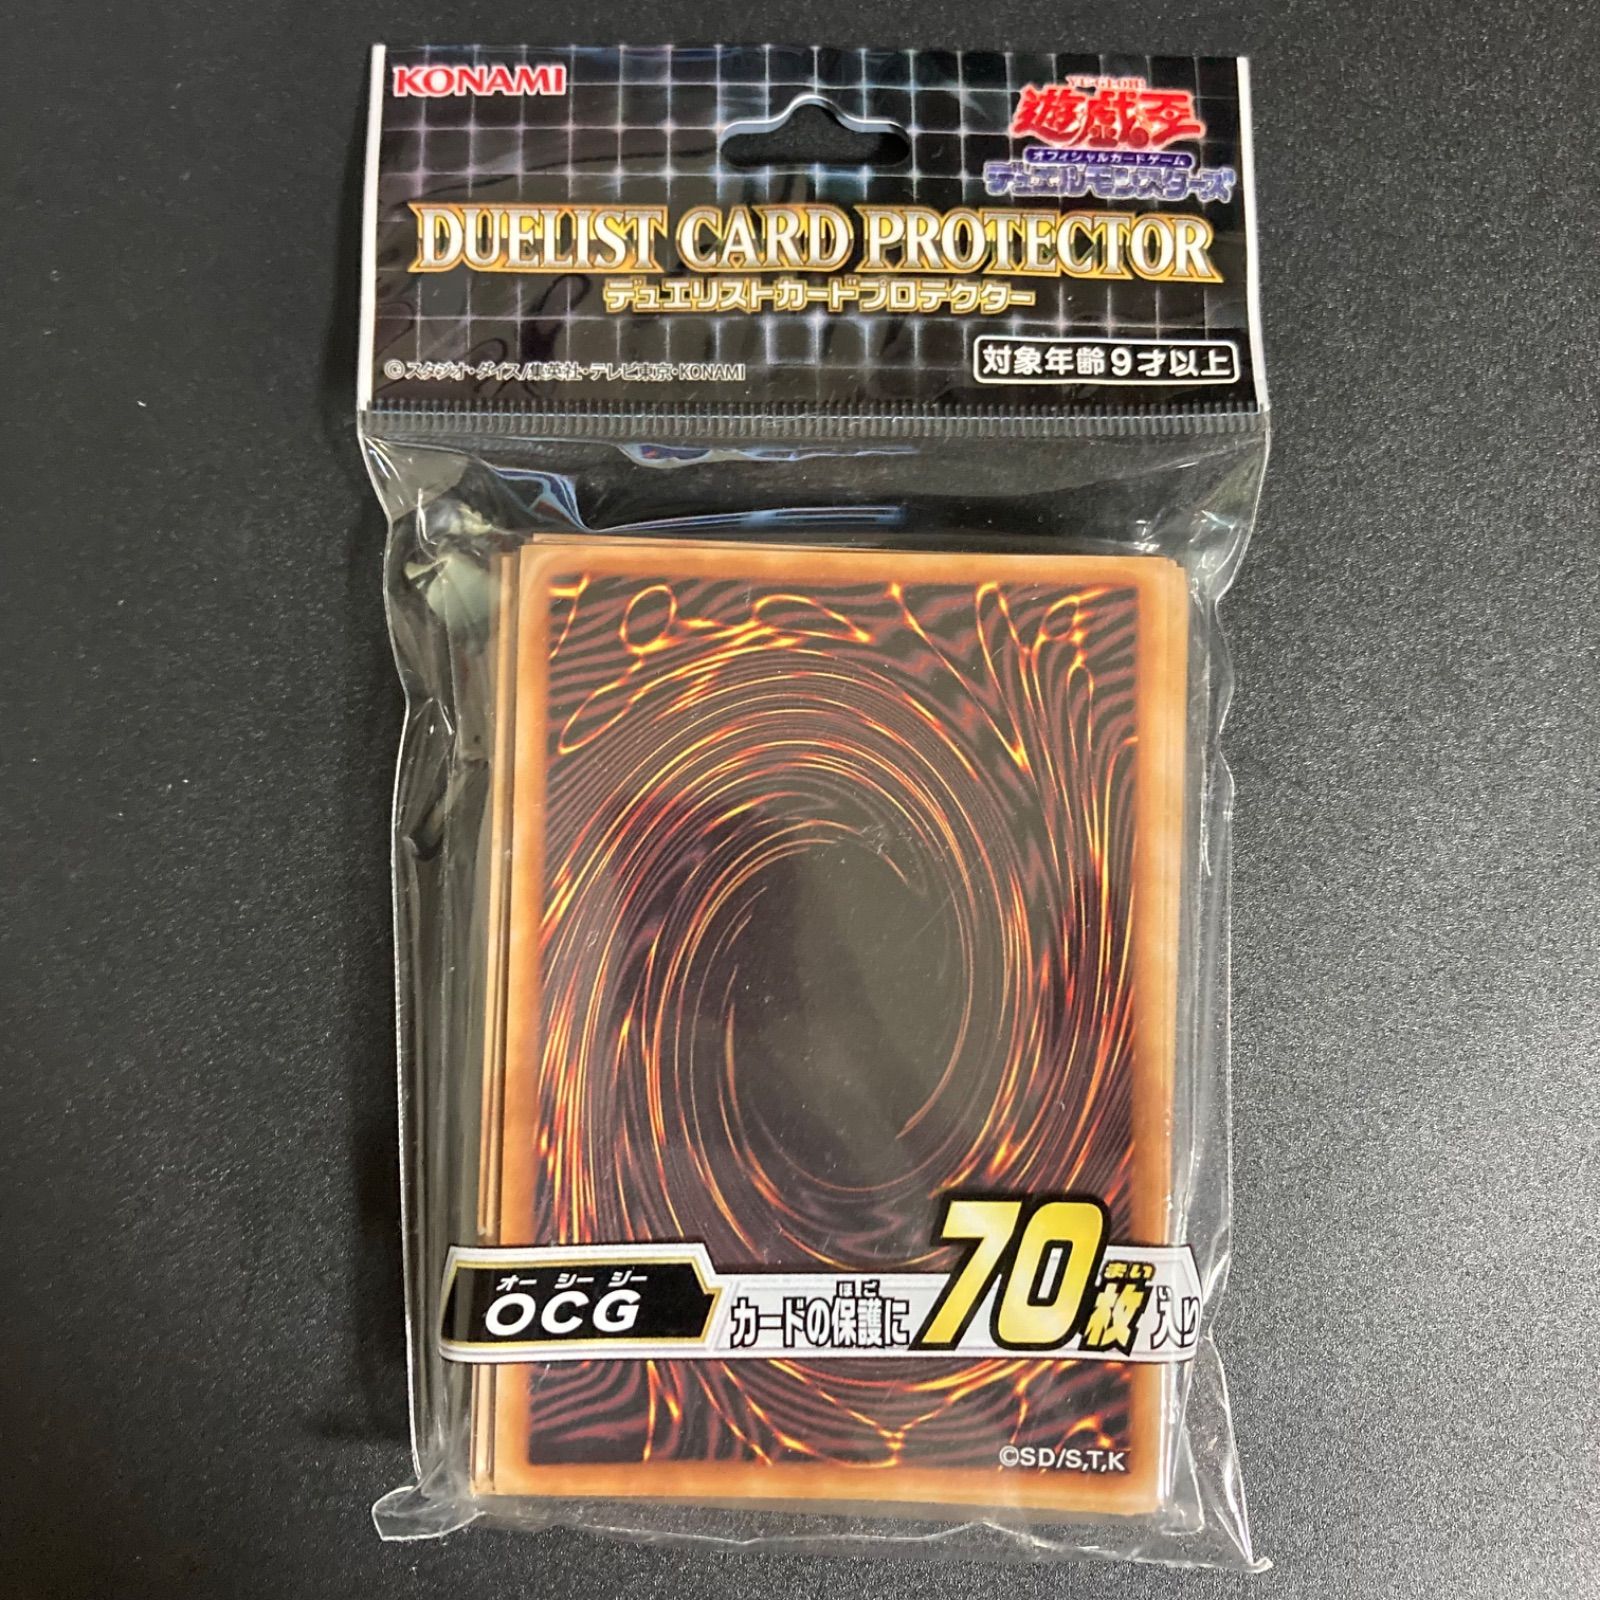 KONAMI
YU-GI-OH!
遊戯王
オフィシャルカードゲーム
デュエルモンスターズ
DUELIST CARD PROTECTOR
デュエリストカードプロテクター
©スタジオ・ダイス/集英社・テレビ東京・KONAMI
対象年齢9才以上
オーシージー
OCG
ほご まい い
カードの保護に70枚入り
©SD/S,T,K